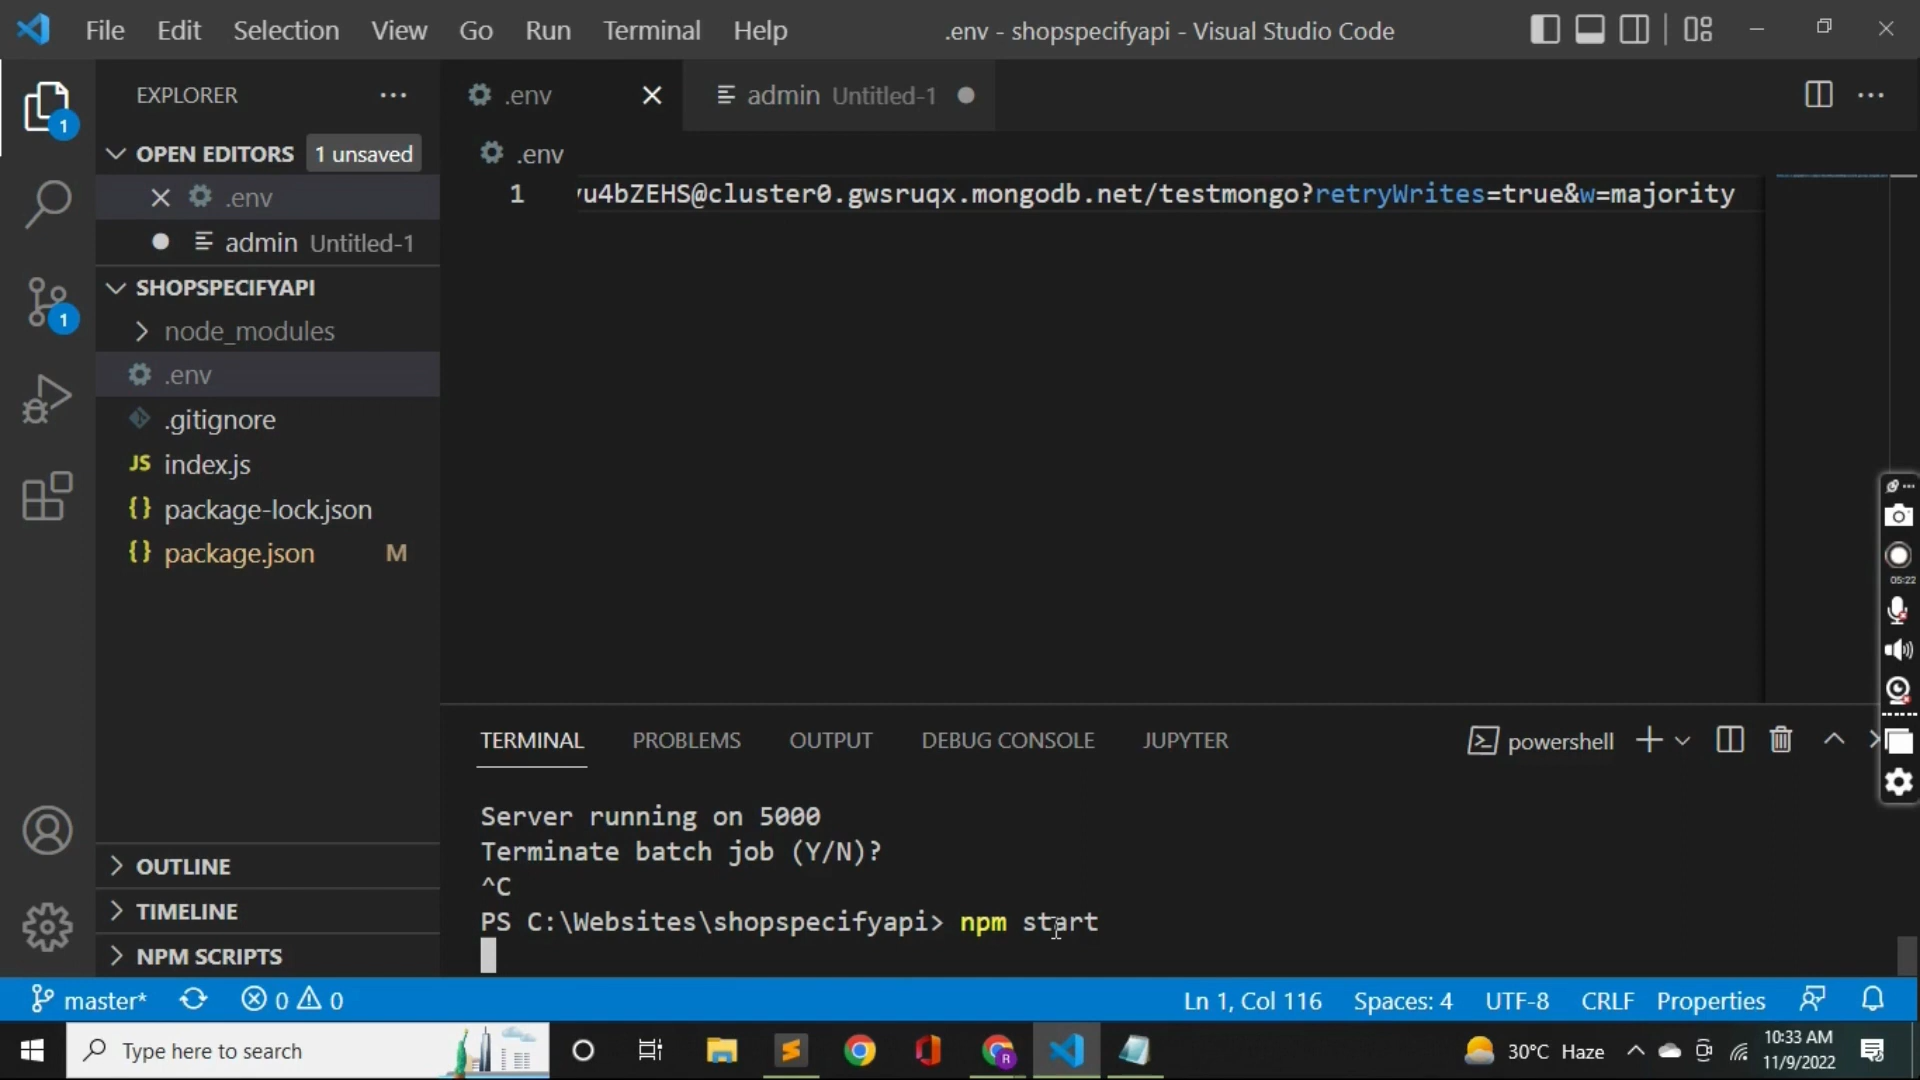 File Edit Selection View Go Run Terminal Help .env - shopspecifyapi - Visual Studio Code
EXPLORER
.env
admin Untitled-1
1
OPEN EDITORS 1 unsaved
.env
.env
admin Untitled-1
1 u4bZEHS@cluster0.gwsruqx.mongodb.net/testmongo?retryWrites=true&w=majority
SHOPSPECIFYAPI
1
node_modules
.env
.gitignore
JS index.js
{} package-lock.json
{} package.json M
05:22
OUTLINE
TIMELINE
NPM SCRIPTS
TERMINAL PROBLEMS OUTPUT DEBUG CONSOLE JUPYTER powershell
Server running on 5000
Terminate batch job (Y/N)?
^C
PS C:\Websites\shopspecifyapi> npm start
master* 0 0 Ln 1, Col 116 Spaces: 4 UTF-8 CRLF Properties
Type here to search
R
30°C Haze
10:33 AM
11/9/2022